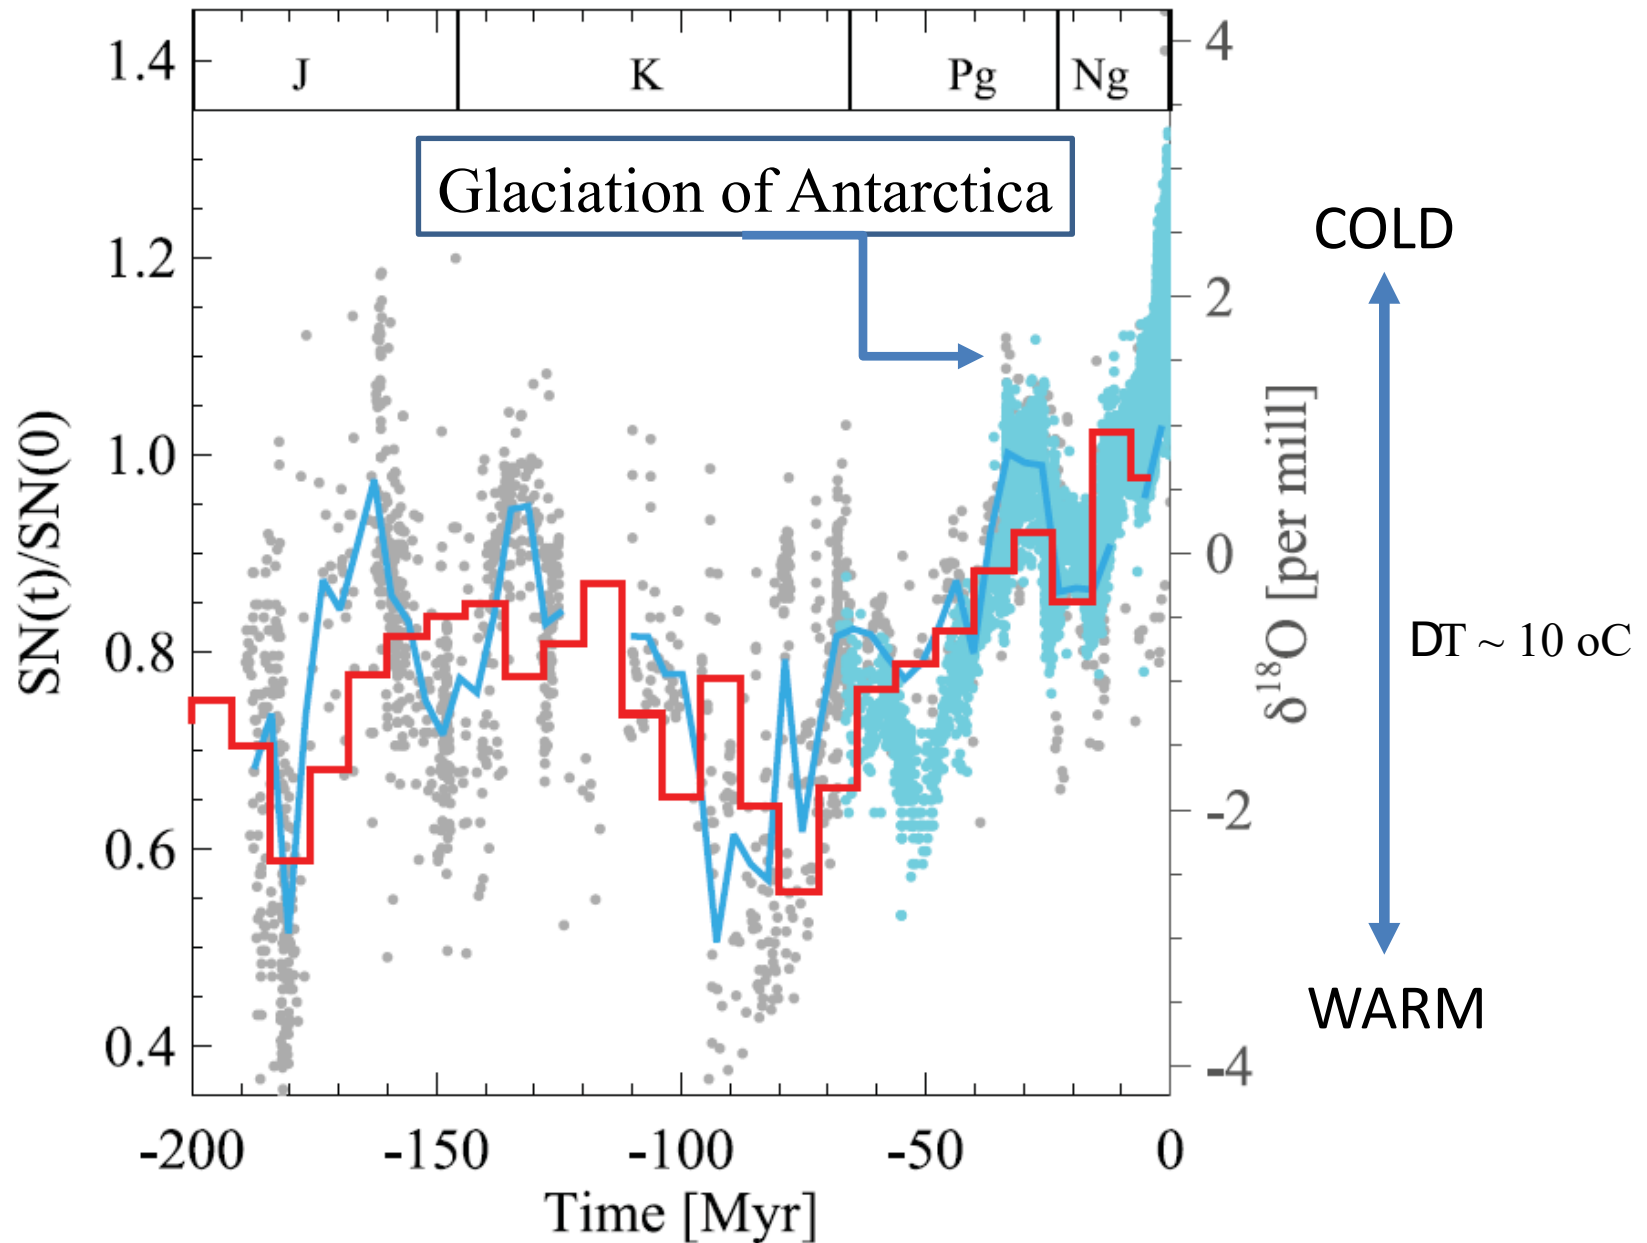 J K Pg Ng
Glaciation of Antarctica
1.4
1.2
1.0
0.8
0.6
0.4
SN(t)/SN(0)
4
2
0
-2
-4
δ¹⁸O [per mill]
COLD
DT ~ 10 oC
WARM
-200 -150 -100 -50 0
Time [Myr]